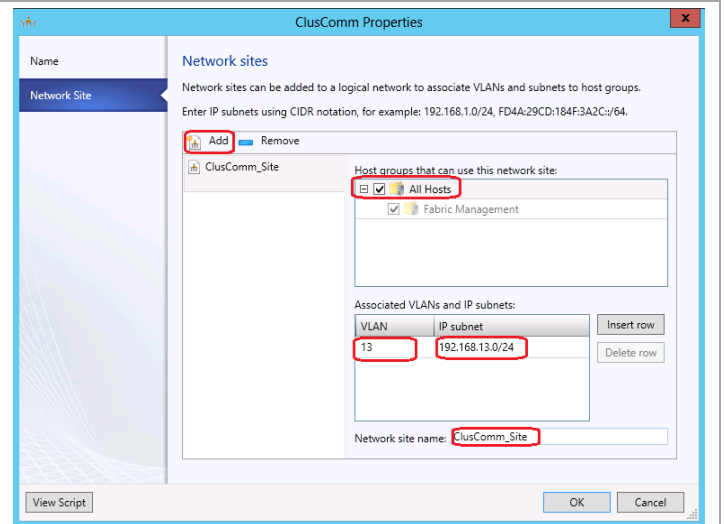 ClusComm Properties
x
Name
Network Site
Network sites
Network sites can be added to a logical network to associate VLANs and subnets to host groups.
Enter IP subnets using CIDR notation, for example: 192.168.1.0/24, FD4A:29CD:184F:3A2C::/64.
Add Remove
ClusComm_Site
Host groups that can use this network site:
All Hosts
Fabric Management
Associated VLANs and IP subnets:
VLAN IP subnet
Insert row
13 192.168.13.0/24
Delete row
Network site name: ClusComm_Site
View Script OK Cancel